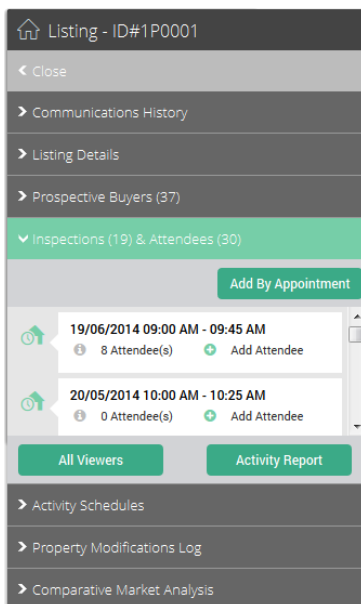 Listing - ID#1P0001
Close
Communications History
Listing Details
Prospective Buyers (37)
Inspections (19) & Attendees (30)
Add By Appointment
19/06/2014 09:00 AM - 09:45 AM
8 Attendee(s) Add Attendee
20/05/2014 10:00 AM - 10:25 AM
0 Attendee(s) Add Attendee
All Viewers Activity Report
Activity Schedules
Property Modifications Log
Comparative Market Analysis